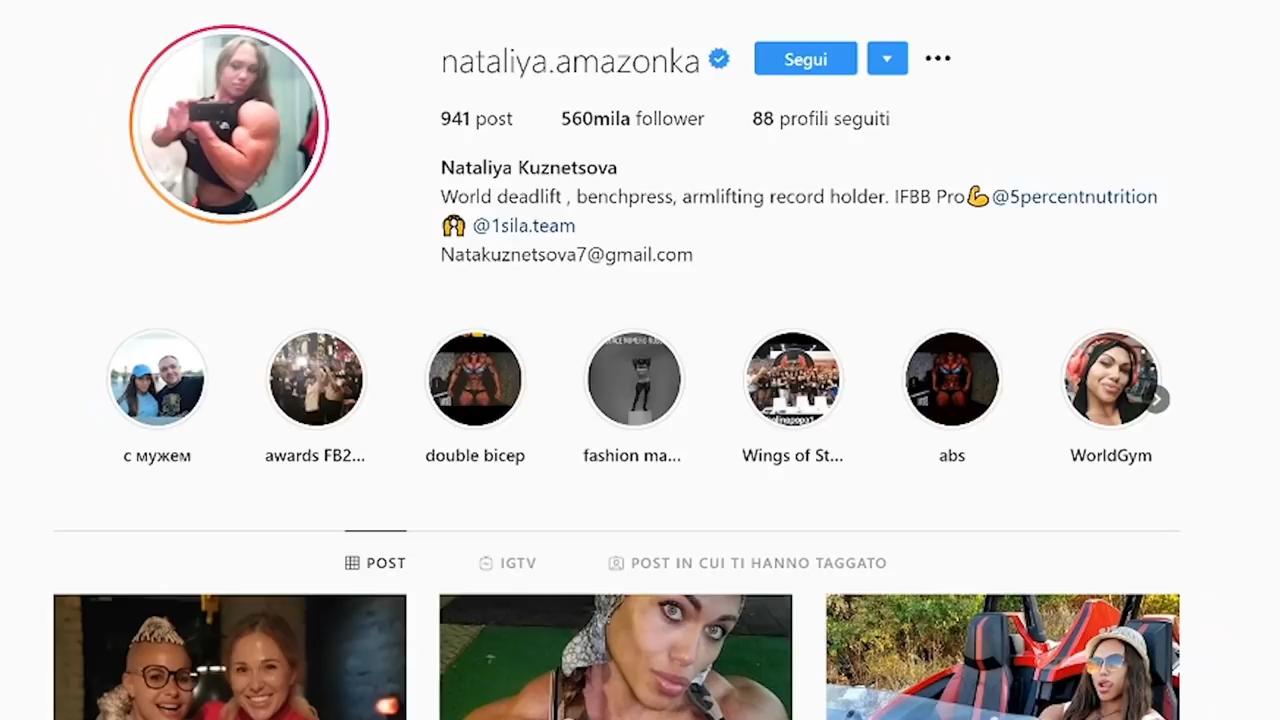 nataliya.amazonka
Segui
941 post
560mila follower
88 profili seguiti
Nataliya Kuznetsova
World deadlift , benchpress, armlifting record holder. IFBB Pro💪@5percentnutrition
🙌 @1sila.team
Natakuznetsova7@gmail.com
с мужем
awards FB2...
double bicep
fashion ma...
Wings of St...
abs
WorldGym
POST
IGTV
POST IN CUI TI HANNO TAGGATO